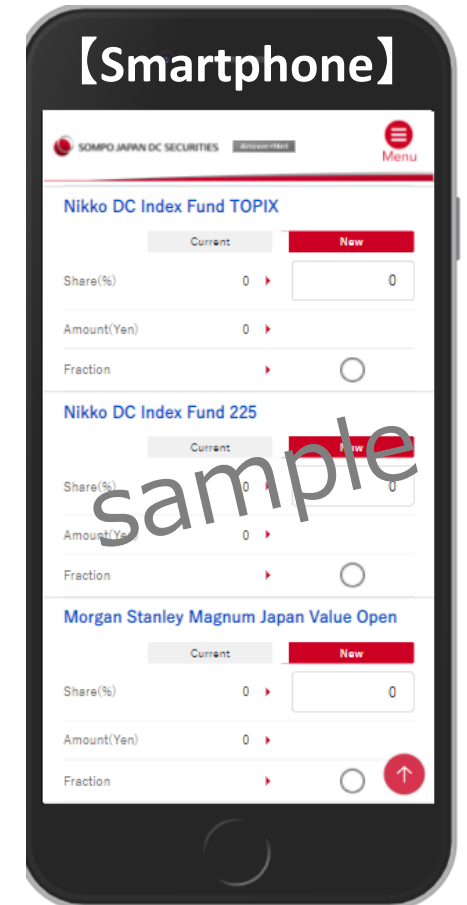 【Smartphone】
SOMPO JAPAN DC SECURITIES AnswerNet
Menu
Nikko DC Index Fund TOPIX
Current New
Share(%) 0 0
Amount(Yen) 0
Fraction
Nikko DC Index Fund 225
Current New
Share(%) 0 0
Amount(Yen) 0
Fraction
sample
Morgan Stanley Magnum Japan Value Open
Current New
Share(%) 0 0
Amount(Yen) 0
Fraction